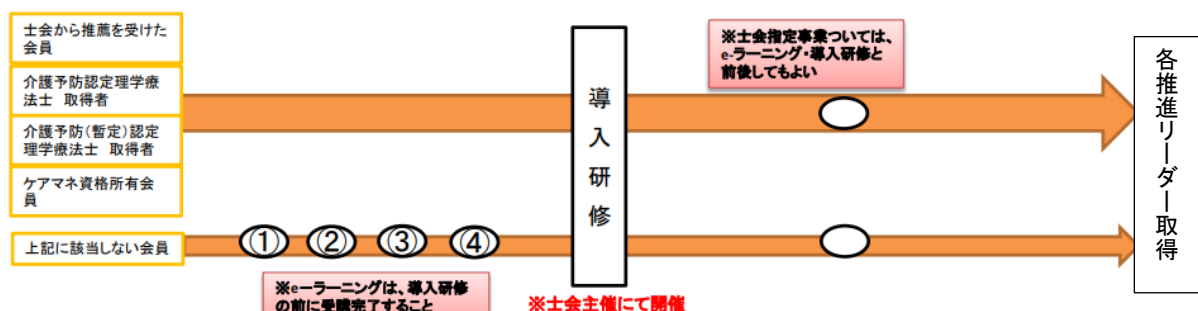 士会から推薦を受けた
会員
介護予防認定理学療
法士　取得者
介護予防(暫定)認定
理学療法士　取得者
ケアマネ資格所有会
員
上記に該当しない会員
①
②
③
④
※eーラーニングは、導入研修
の前に受講完了すること
導入研修
※士会主催にて開催
※士会指定事業ついては、
e-ラーニング・導入研修と
前後してもよい
各推進リーダー取得